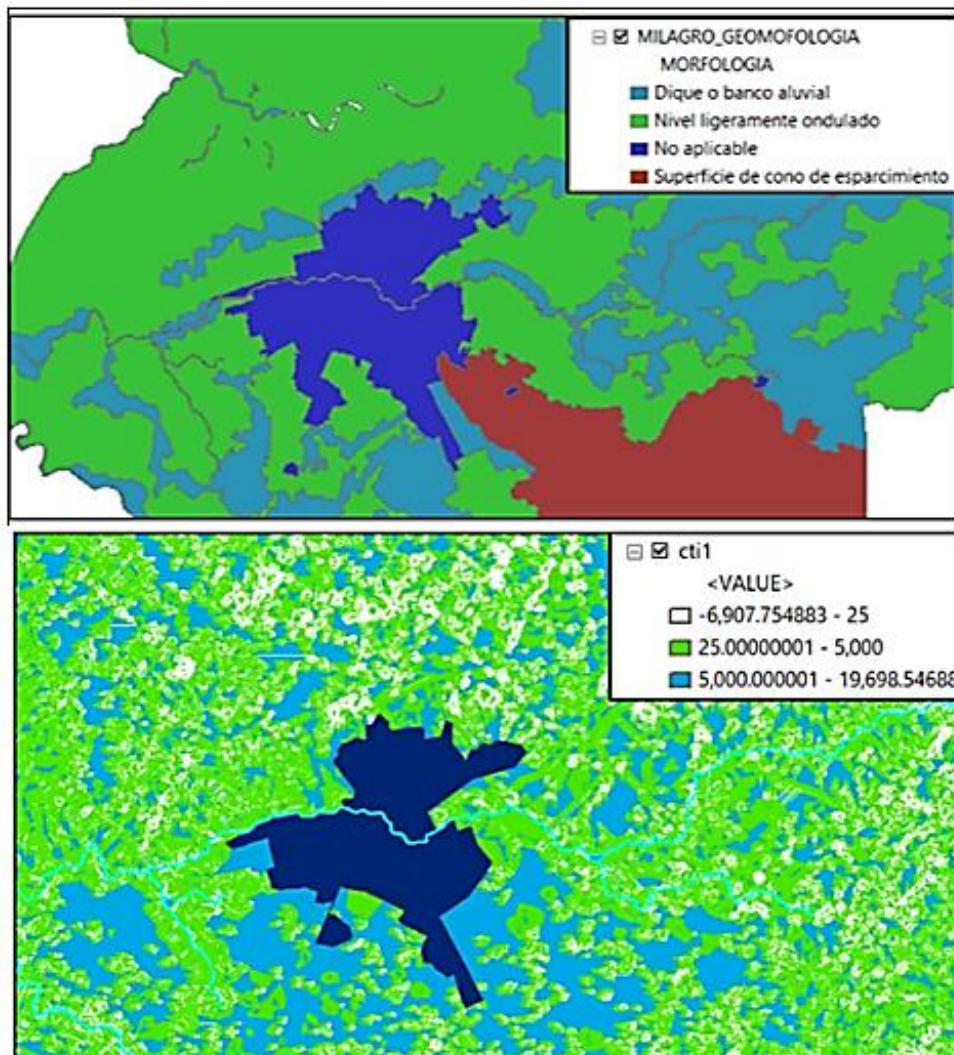 MILAGRO_GEOMOFOLOGIA
MORFOLOGIA
Dique o banco aluvial
Nivel ligeramente ondulado
No aplicable
Superficie de cono de esparcimiento
cti1
<VALUE>
-6,907.754883 - 25
25.00000001 - 5,000
5,000.000001 - 19,698.54688